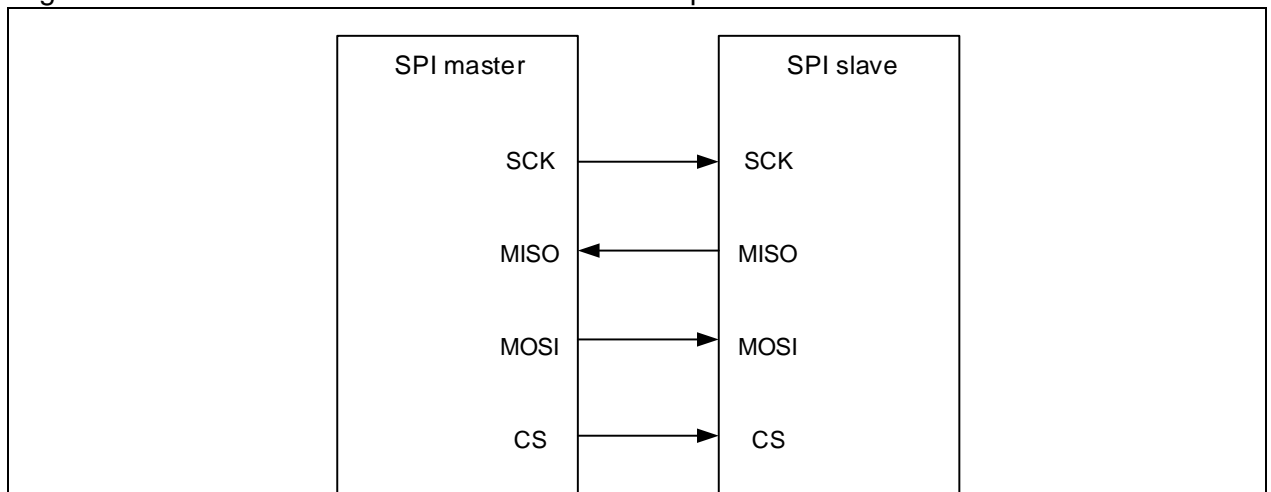 SPI master SPI slave
SCK SCK
MISO MISO
MOSI MOSI
CS CS